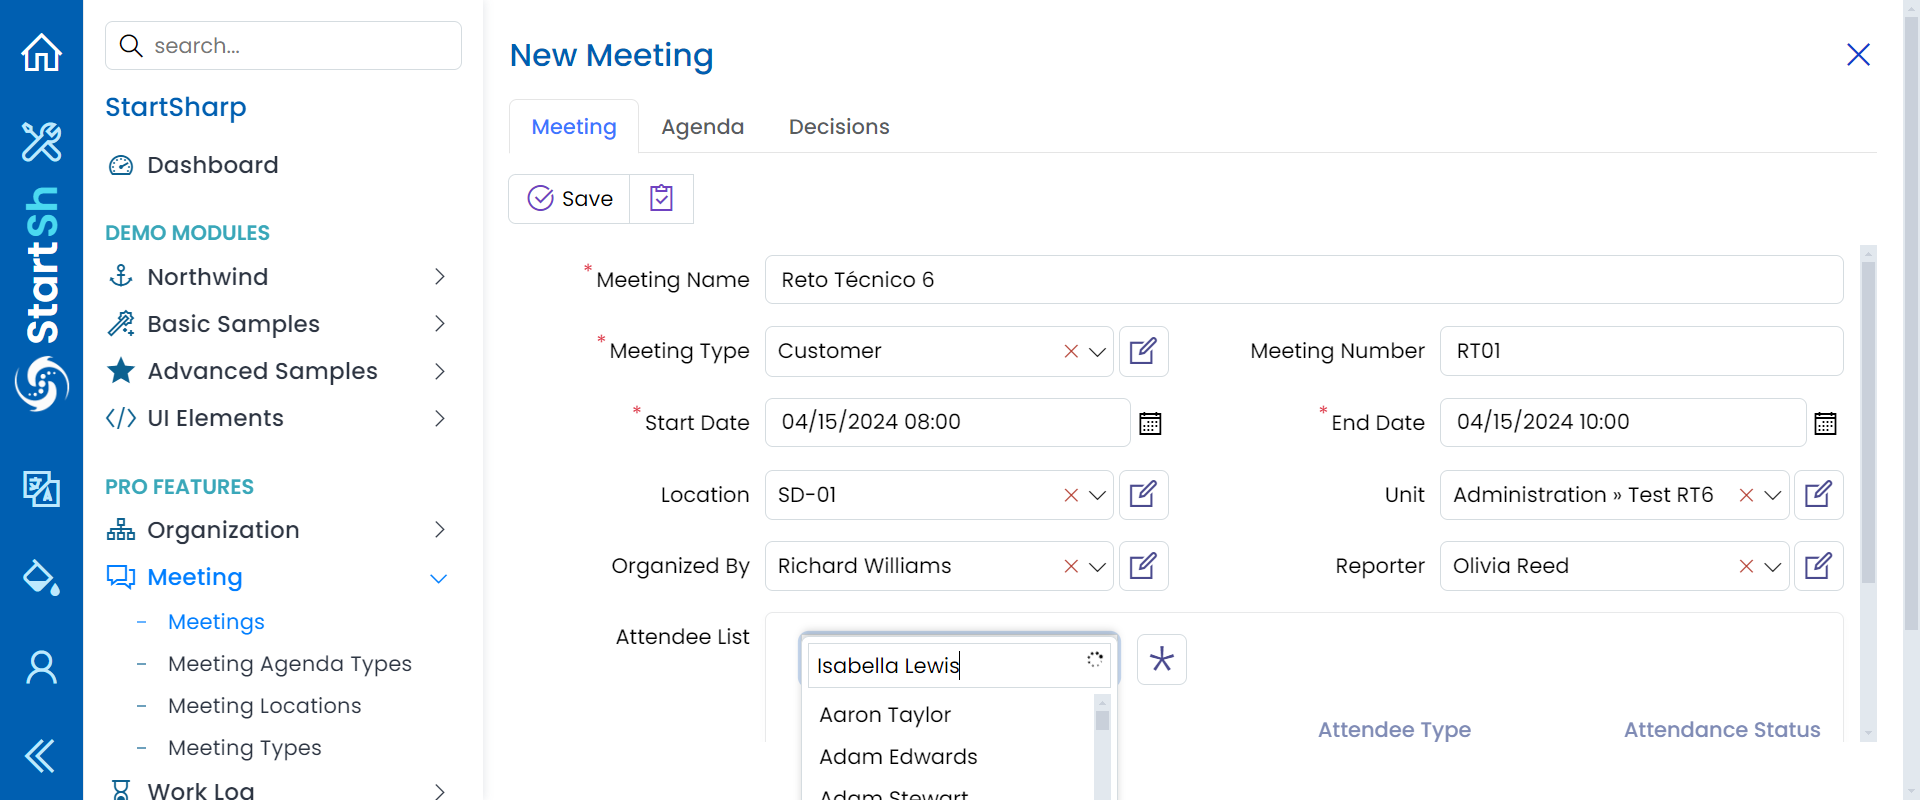 StartSh
search...
StartSharp
Dashboard
DEMO MODULES
Northwind
Basic Samples
Advanced Samples
UI Elements
PRO FEATURES
Organization
Meeting
- Meetings
- Meeting Agenda Types
- Meeting Locations
- Meeting Types
Work Log
New Meeting
Meeting Agenda Decisions
Save
* Meeting Name Reto Técnico 6
* Meeting Type Customer Meeting Number RT01
* Start Date 04/15/2024 08:00 * End Date 04/15/2024 10:00
Location SD-01 Unit Administration » Test RT6
Organized By Richard Williams Reporter Olivia Reed
Attendee List
Isabella Lewis
Aaron Taylor
Attendee Type Attendance Status
Adam Edwards
Adam Stewart